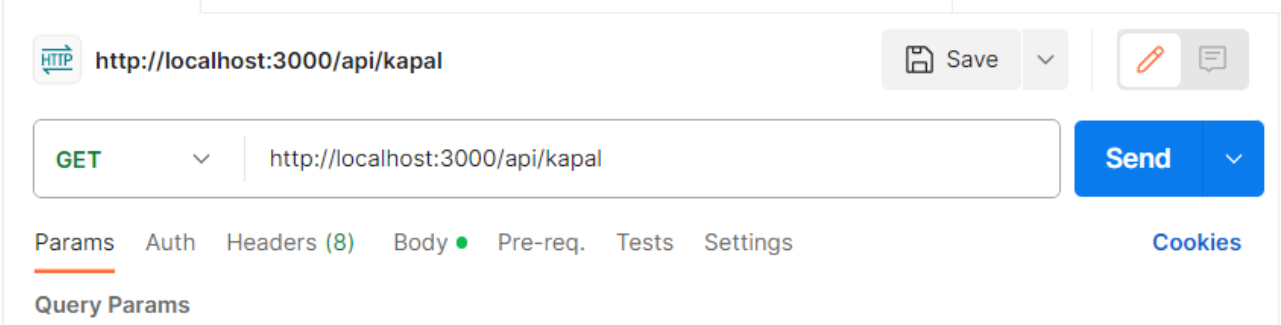 HTTP http://localhost:3000/api/kapal Save
GET http://localhost:3000/api/kapal Send
Params Auth Headers (8) Body Pre-req. Tests Settings Cookies
Query Params